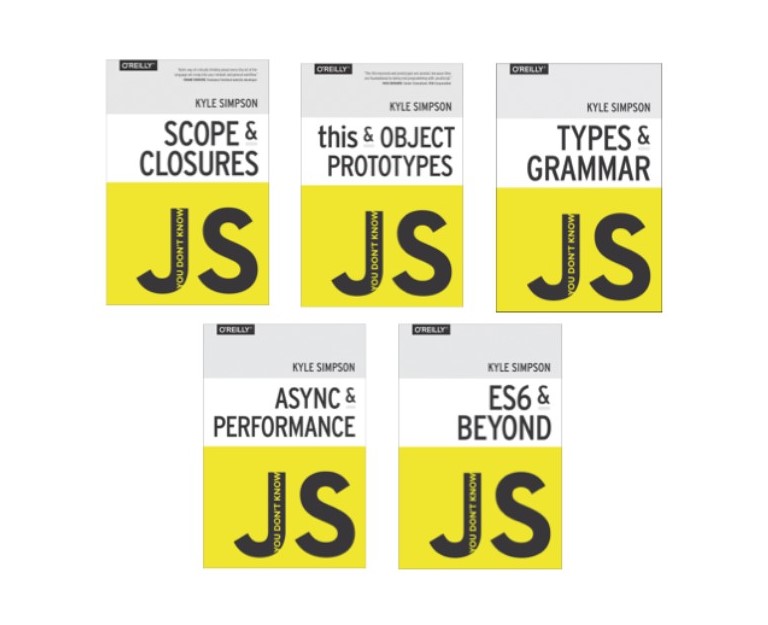 O'REILLY
KYLE SIMPSON
SCOPE &
CLOSURES
YOU DON'T KNOW
JS
O'REILLY
KYLE SIMPSON
this & OBJECT
PROTOTYPES
YOU DON'T KNOW
JS
O'REILLY
KYLE SIMPSON
TYPES &
GRAMMAR
YOU DON'T KNOW
JS
O'REILLY
KYLE SIMPSON
ASYNC &
PERFORMANCE
YOU DON'T KNOW
JS
O'REILLY
KYLE SIMPSON
ES6 &
BEYOND
YOU DON'T KNOW
JS